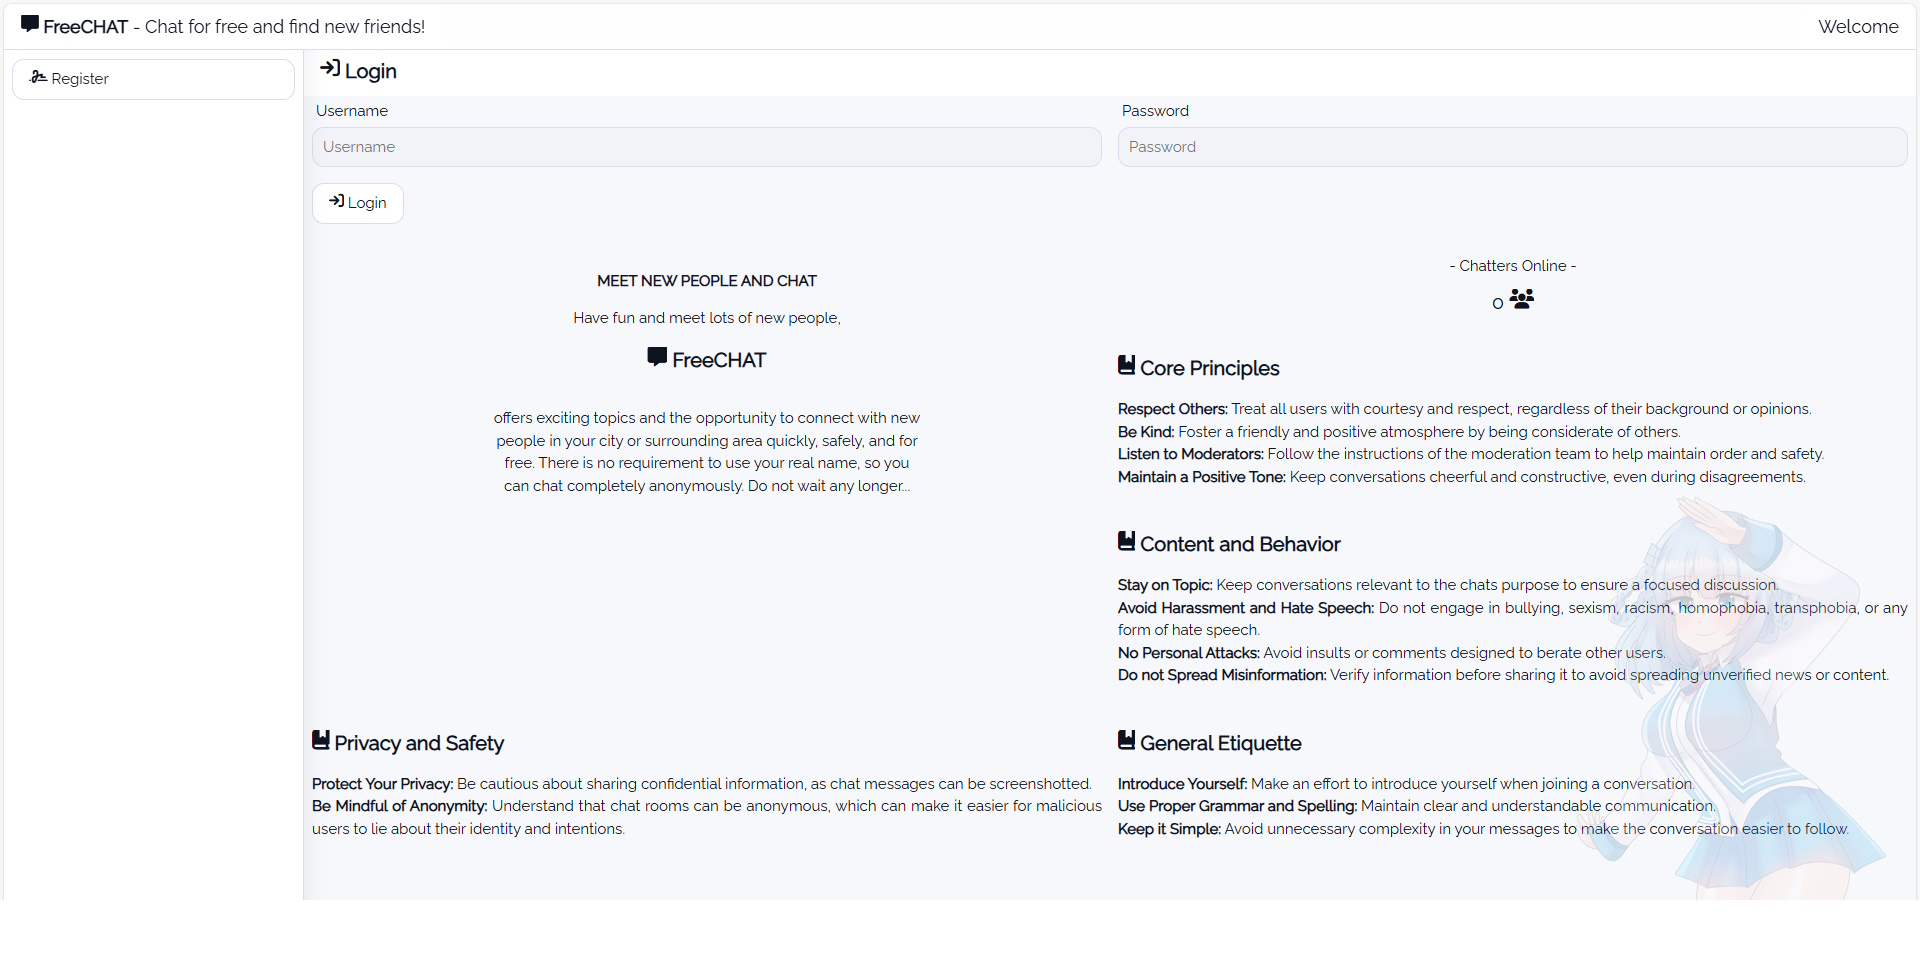 FreeCHAT - Chat for free and find new friends!
Welcome
Register
Login
Username
Password
Username
Password
Login
MEET NEW PEOPLE AND CHAT
Have fun and meet lots of new people,
FreeCHAT
offers exciting topics and the opportunity to connect with new
people in your city or surrounding area quickly, safely, and for
free. There is no requirement to use your real name, so you
can chat completely anonymously. Do not wait any longer...
- Chatters Online -
0
Core Principles
Respect Others: Treat all users with courtesy and respect, regardless of their background or opinions.
Be Kind: Foster a friendly and positive atmosphere by being considerate of others.
Listen to Moderators: Follow the instructions of the moderation team to help maintain order and safety.
Maintain a Positive Tone: Keep conversations cheerful and constructive, even during disagreements.
Content and Behavior
Stay on Topic: Keep conversations relevant to the chats purpose to ensure a focused discussion.
Avoid Harassment and Hate Speech: Do not engage in bullying, sexism, racism, homophobia, transphobia, or any
form of hate speech.
No Personal Attacks: Avoid insults or comments designed to berate other users.
Do not Spread Misinformation: Verify information before sharing it to avoid spreading unverified news or content.
Privacy and Safety
Protect Your Privacy: Be cautious about sharing confidential information, as chat messages can be screenshotted.
Be Mindful of Anonymity: Understand that chat rooms can be anonymous, which can make it easier for malicious
users to lie about their identity and intentions.
General Etiquette
Introduce Yourself: Make an effort to introduce yourself when joining a conversation.
Use Proper Grammar and Spelling: Maintain clear and understandable communication.
Keep it Simple: Avoid unnecessary complexity in your messages to make the conversation easier to follow.